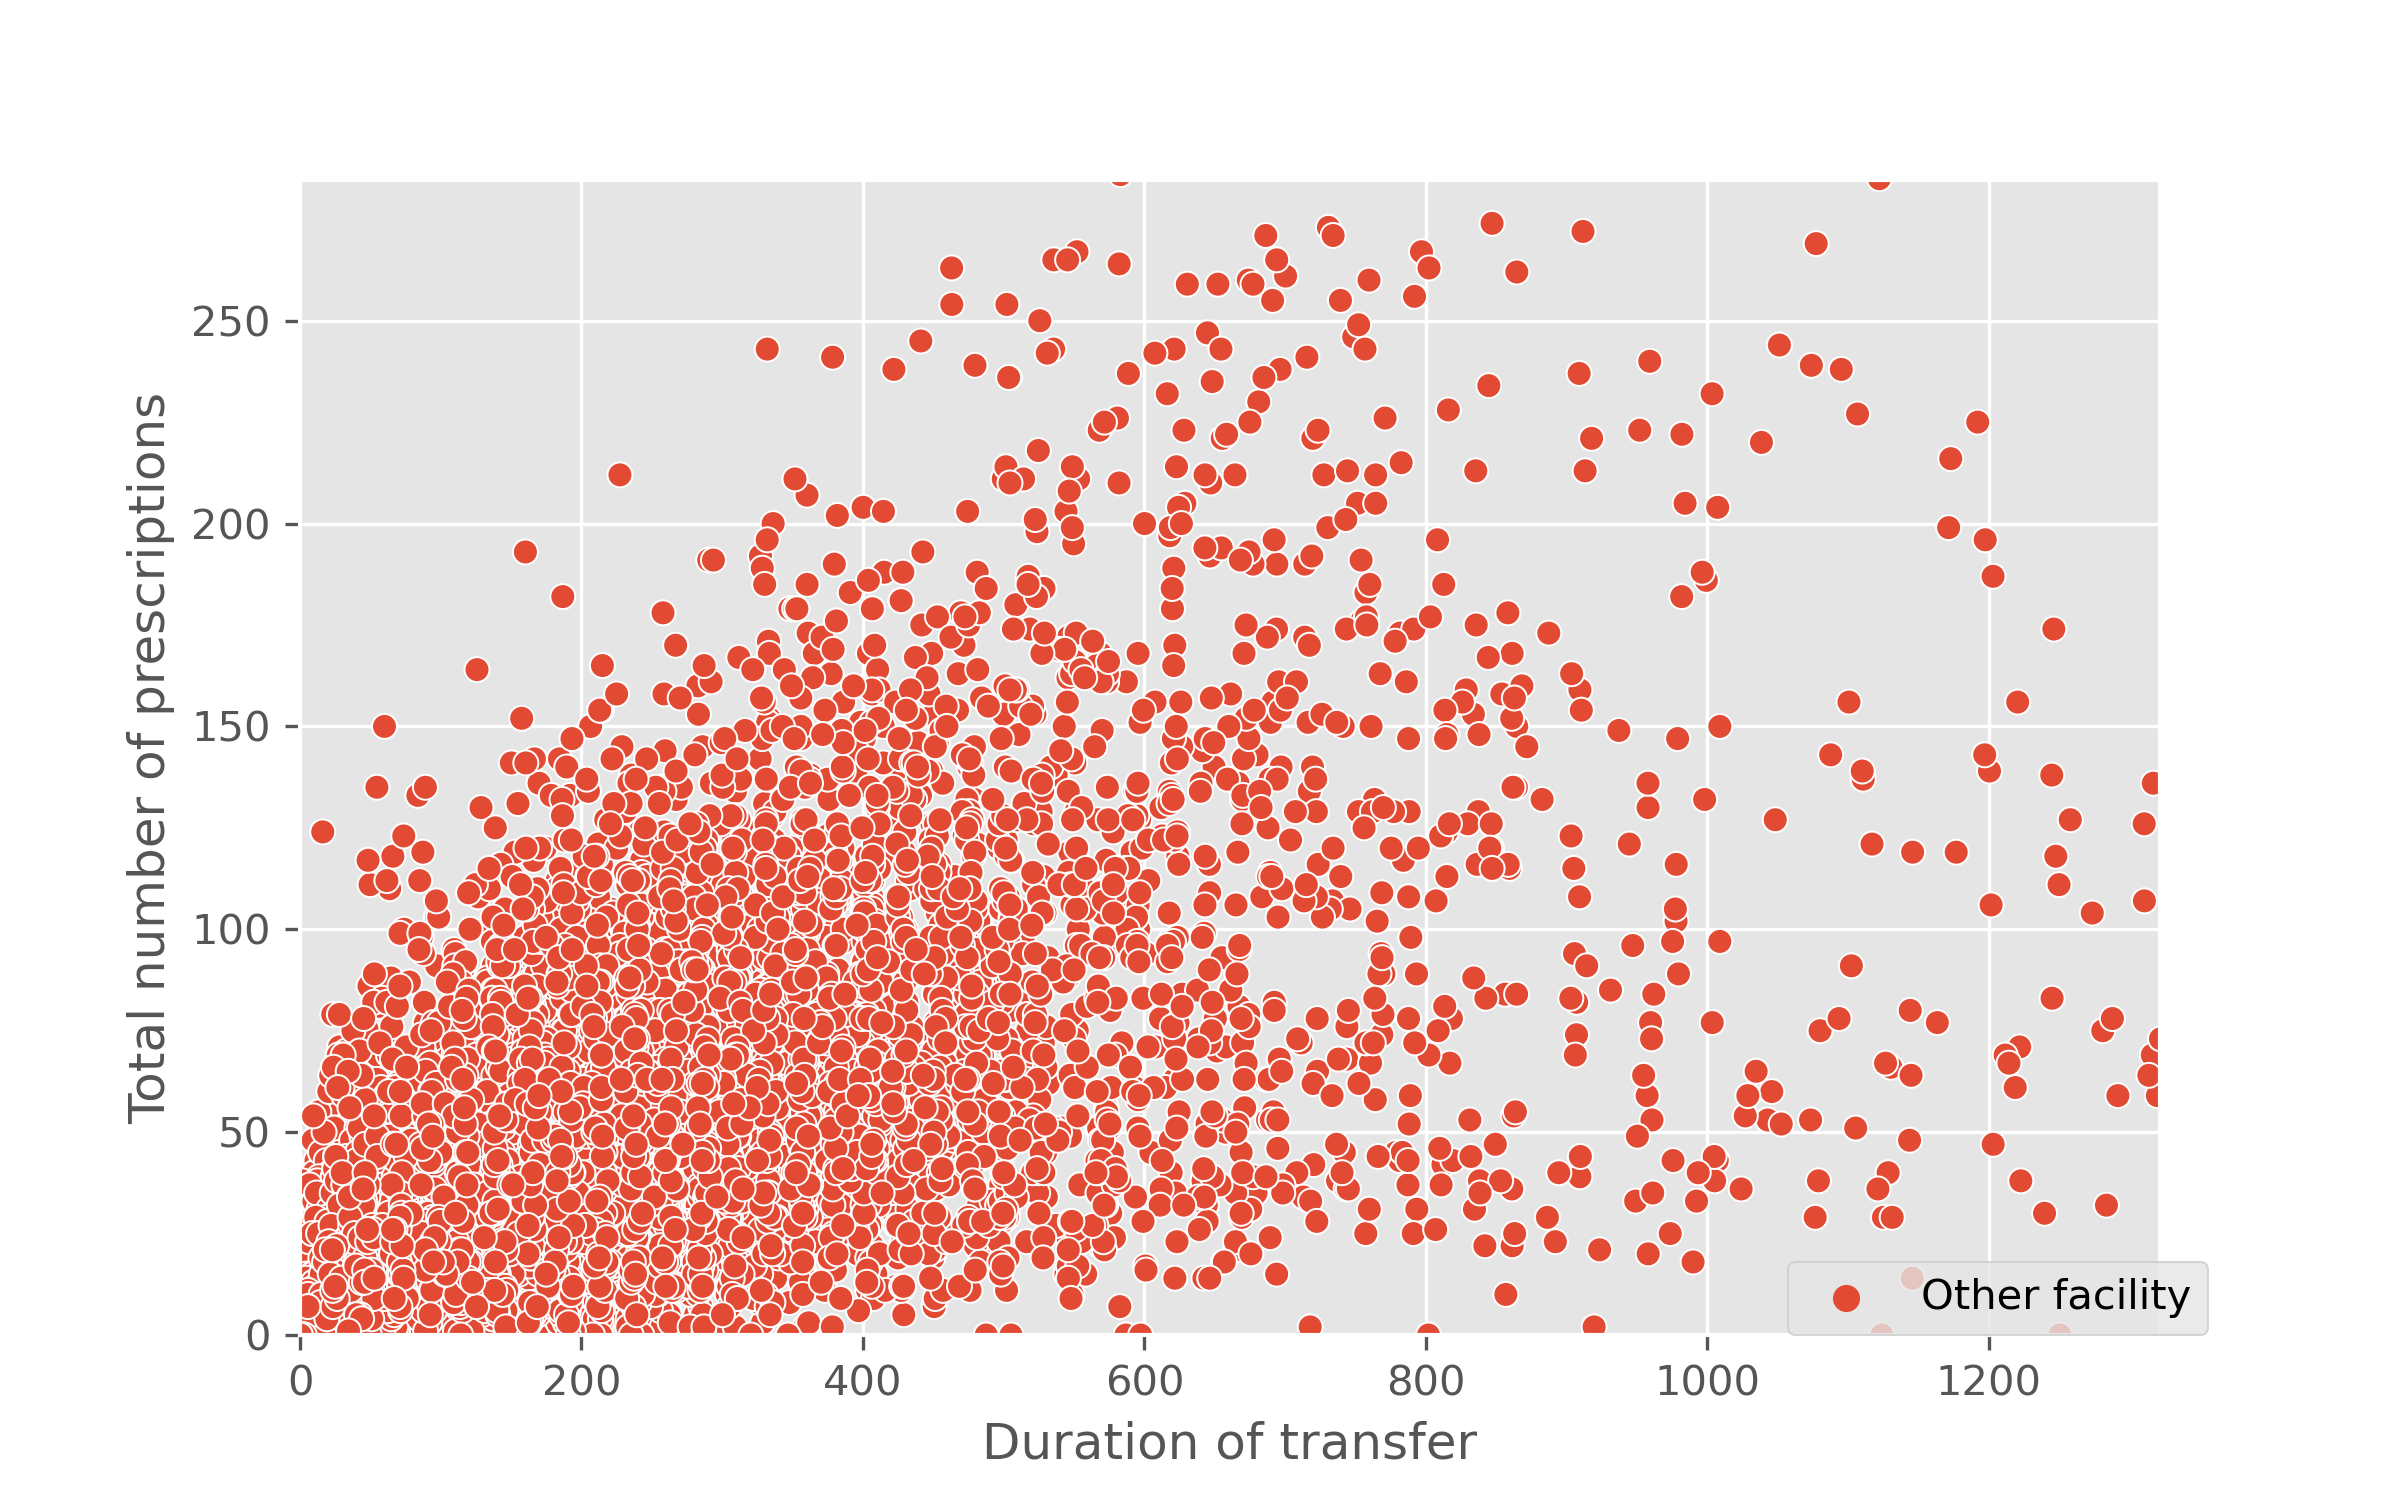 Total number of prescriptions
250
200
150
100
50
0
0 200 400 600 800 1000 1200
Duration of transfer
Other facility